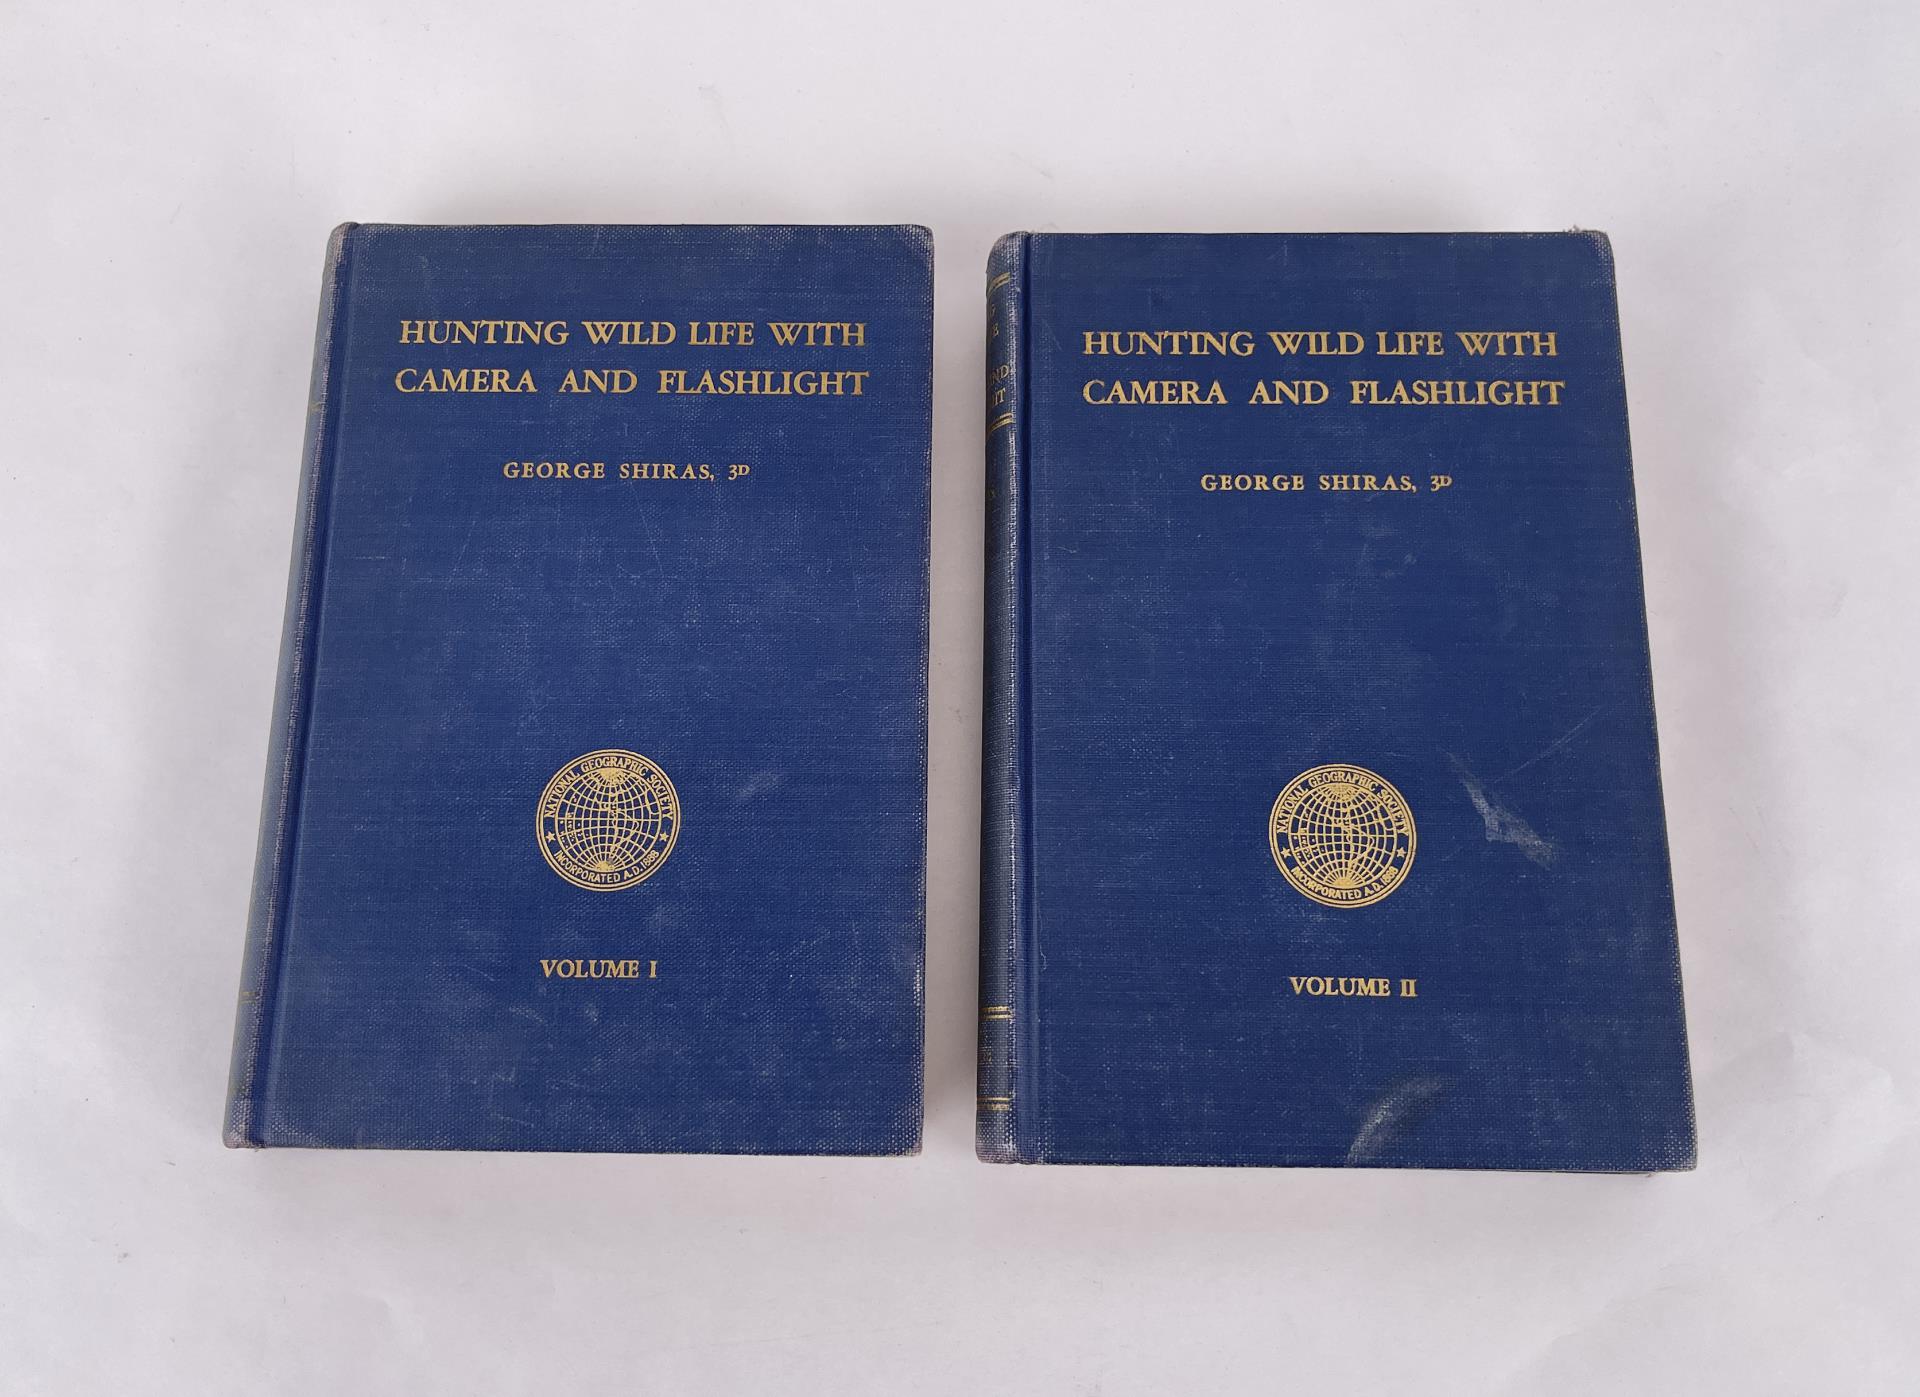 HUNTING WILD LIFE WITH
CAMERA AND FLASHLIGHT
GEORGE SHIRAS, 3D
NATIONAL GEOGRAPHIC SOCIETY
INCORPORATED A.D. 1888
VOLUME I
HUNTING WILD LIFE WITH
CAMERA AND FLASHLIGHT
GEORGE SHIRAS, 3D
NATIONAL GEOGRAPHIC SOCIETY
INCORPORATED A.D. 1888
VOLUME II